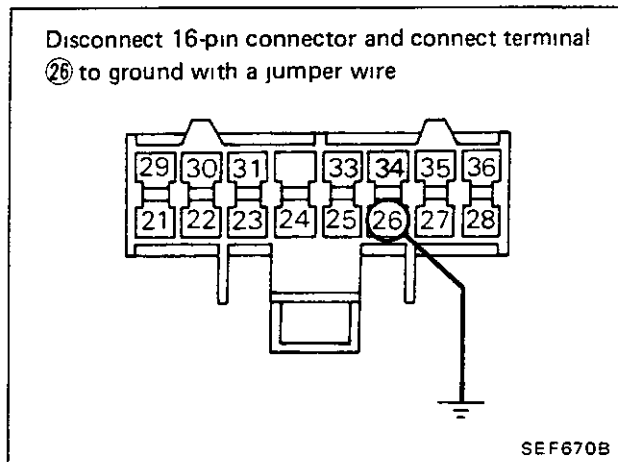 Disconnect 16-pin connector and connect terminal
㉖ to ground with a jumper wire
29 30 31 33 34 35 36
21 22 23 24 25 26 27 28
SEF670B